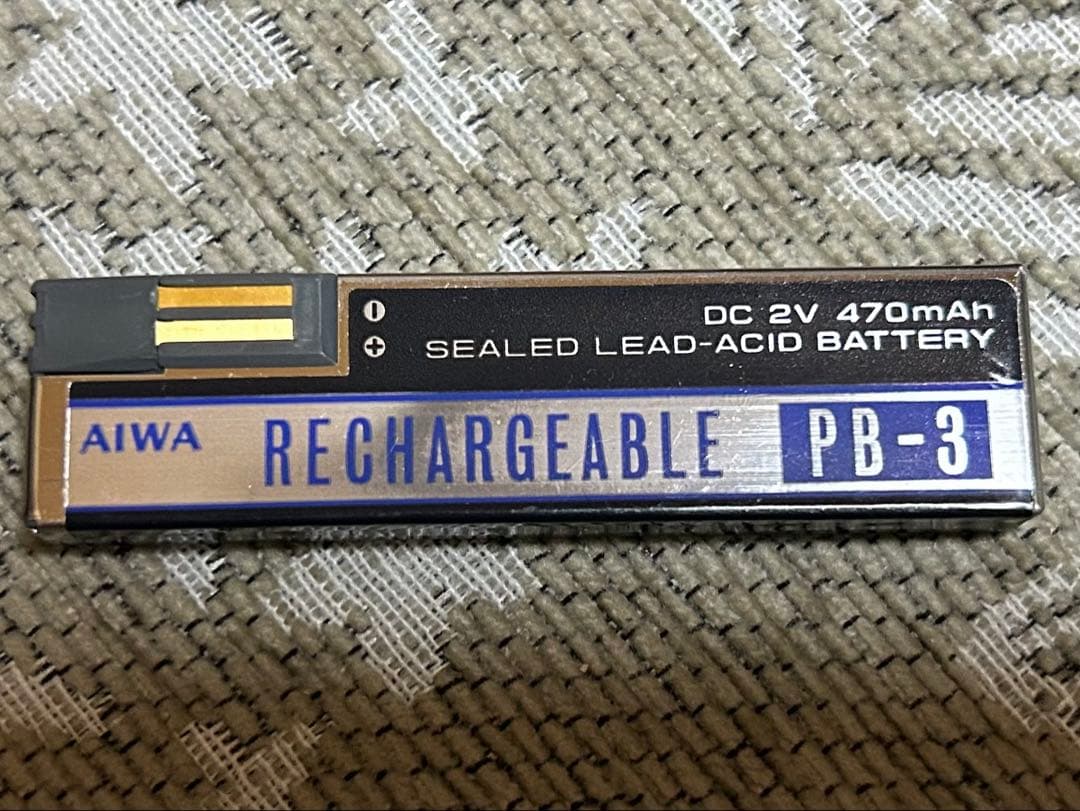 DC 2V 470mAh
SEALED LEAD-ACID BATTERY
AIWA RECHARGEABLE PB-3